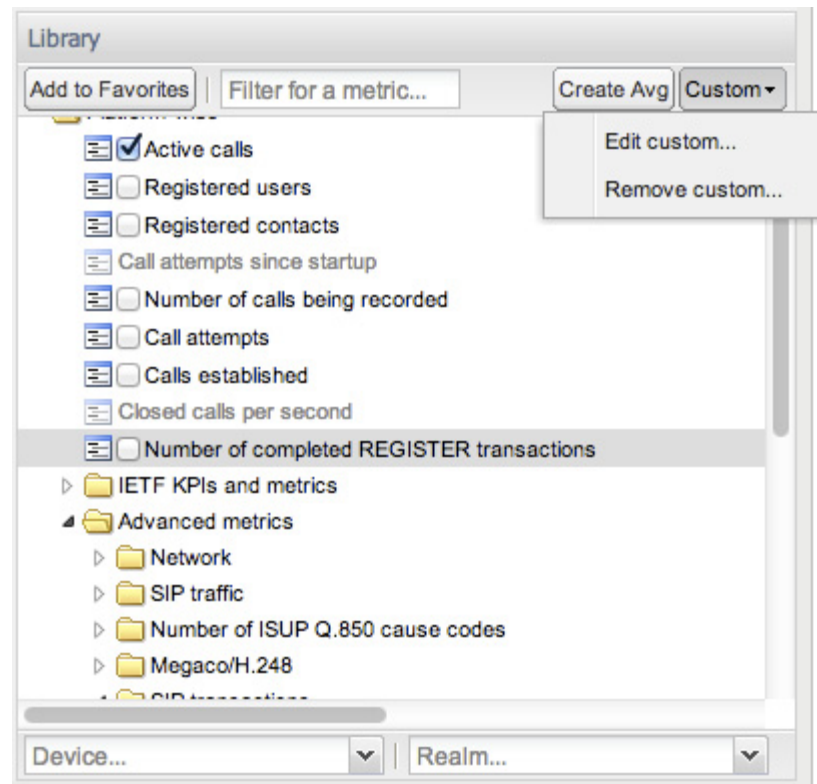 Library
Add to Favorites | Filter for a metric... Create Avg Custom
Edit custom...
Remove custom...
Active calls
Registered users
Registered contacts
Call attempts since startup
Number of calls being recorded
Call attempts
Calls established
Closed calls per second
Number of completed REGISTER transactions
IETF KPIs and metrics
Advanced metrics
Network
SIP traffic
Number of ISUP Q.850 cause codes
Megaco/H.248
SIP transactions
Device... | Realm...